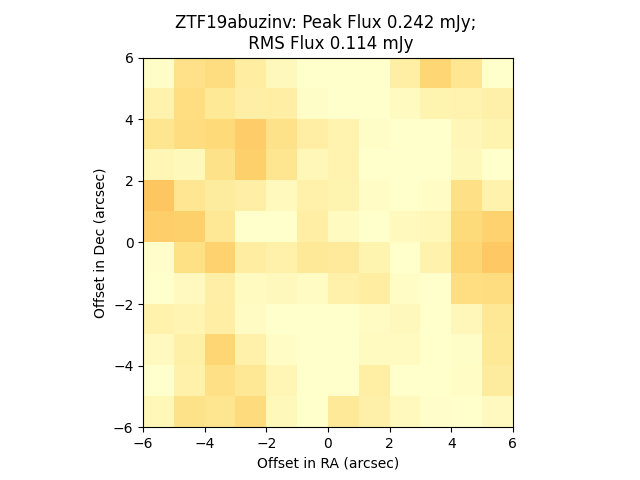 ZTF19abuzinv: Peak Flux 0.242 mJy;
RMS Flux 0.114 mJy
6
4
2
0
−2
−4
−6
Offset in Dec (arcsec)
−6 −4 −2 0 2 4 6
Offset in RA (arcsec)